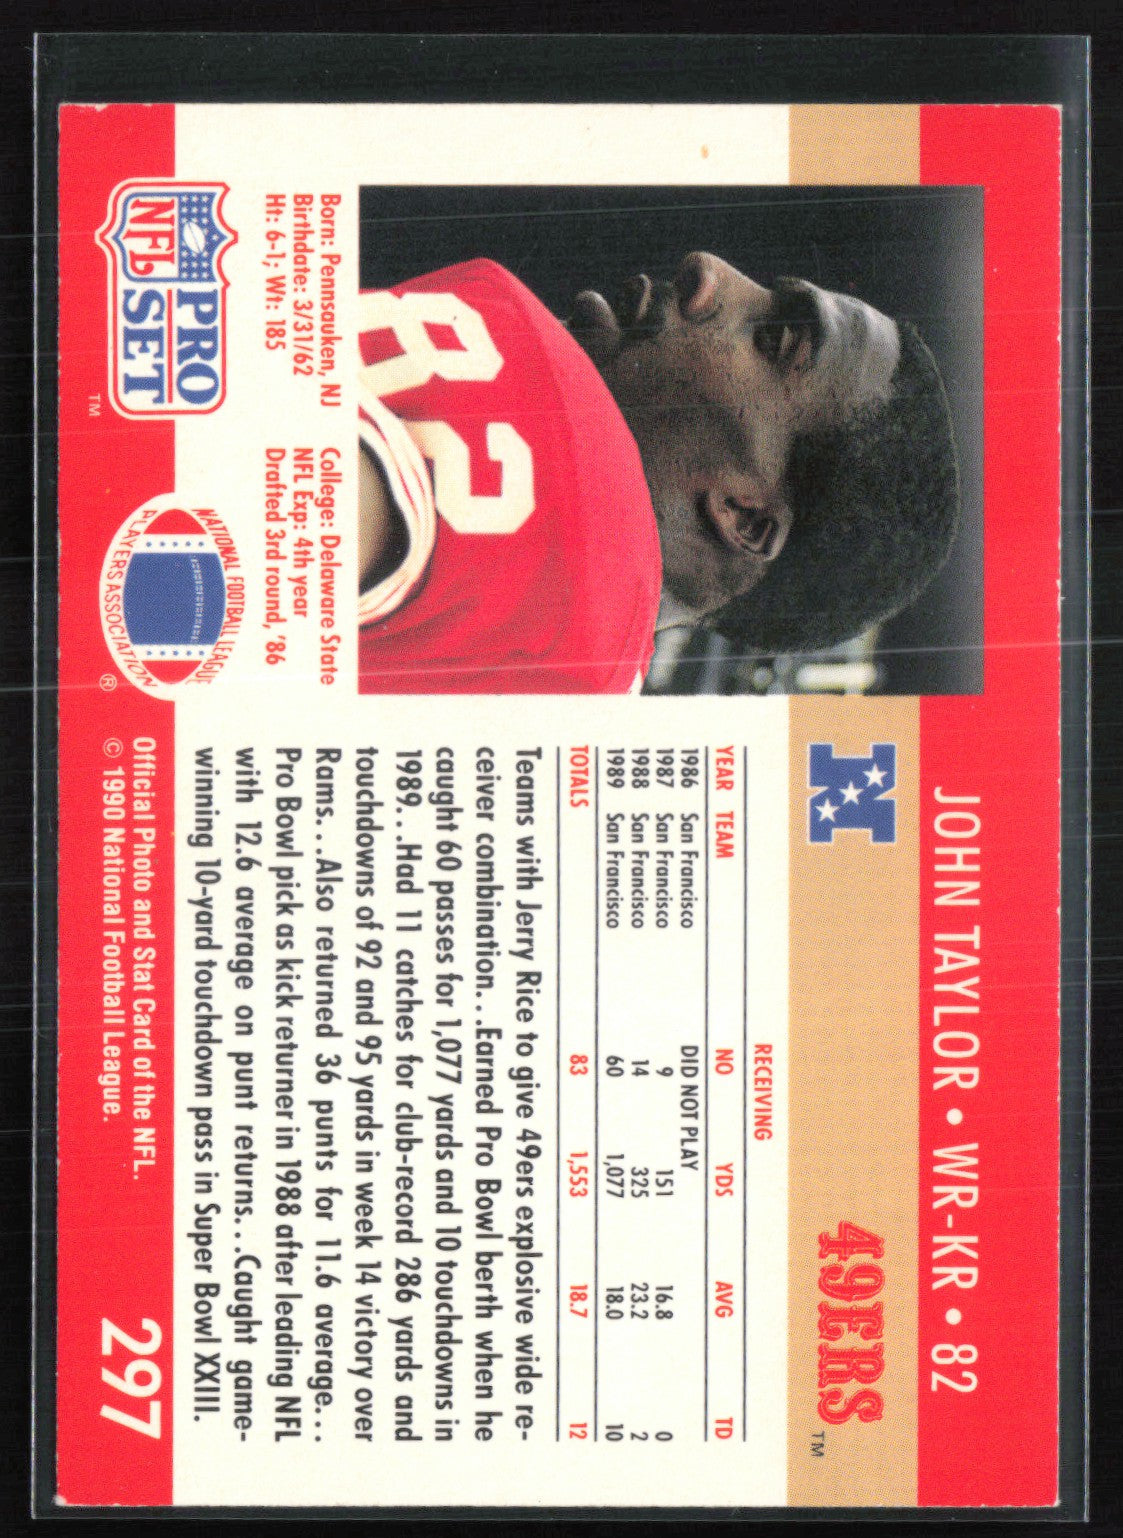 JOHN TAYLOR • WR-KR • 82
N
49ERS™
82
Born: Pennsauken, NJ
Birthdate: 3/31/62
Ht: 6-1; Wt: 185
College: Delaware State
NFL Exp: 4th year
Drafted 3rd round, '86
RECEIVING
YEAR TEAM NO YDS AVG TD
1986 San Francisco DID NOT PLAY
1987 San Francisco 9 151 16.8 0
1988 San Francisco 14 325 23.2 2
1989 San Francisco 60 1,077 18.0 10
TOTALS 83 1,553 18.7 12
Teams with Jerry Rice to give 49ers explosive wide re-
ceiver combination...Earned Pro Bowl berth when he
caught 60 passes for 1,077 yards and 10 touchdowns in
1989...Had 11 catches for club-record 286 yards and
touchdowns of 92 and 95 yards in week 14 victory over
Rams...Also returned 36 punts for 11.6 average...
Pro Bowl pick as kick returner in 1988 after leading NFL
with 12.6 average on punt returns...Caught game-
winning 10-yard touchdown pass in Super Bowl XXIII.
NFL
PRO
SET
TM
NATIONAL FOOTBALL LEAGUE
PLAYERS ASSOCIATION
®
Official Photo and Stat Card of the NFL.
© 1990 National Football League.
297